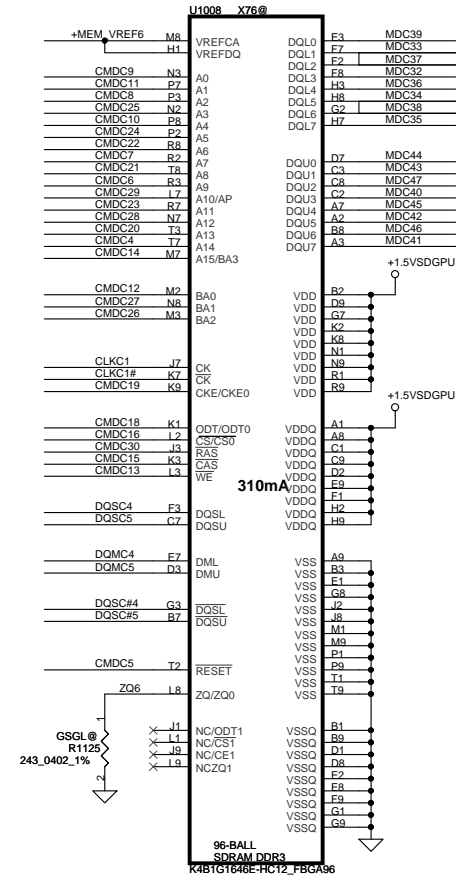 U1008 X76@
+MEM_VREF6 M8 VREFCA DQL0 E3 MDC39
H1 VREFDQ DQL1 F7 MDC33
DQL2 F2 MDC37
CMDC9 N3 A0 DQL3 F8 MDC32
CMDC11 P7 A1 DQL4 H3 MDC36
CMDC8 P3 A2 DQL5 H8 MDC34
CMDC25 N2 A3 DQL6 G2 MDC38
CMDC10 P8 A4 DQL7 H7 MDC35
CMDC24 P2 A5
CMDC22 R8 A6
CMDC7 R2 A7 DQU0 D7 MDC44
CMDC21 T8 A8 DQU1 C3 MDC43
CMDC6 R3 A9 DQU2 C8 MDC47
CMDC29 L7 A10/AP DQU3 C2 MDC40
CMDC23 R7 A11 DQU4 A7 MDC45
CMDC28 N7 A12 DQU5 A2 MDC42
CMDC20 T3 A13 DQU6 B8 MDC46
CMDC4 T7 A14 DQU7 A3 MDC41
CMDC14 M7 A15/BA3
+1.5VSDGPU
CMDC12 M2 BA0 VDD B2
CMDC27 N8 BA1 VDD D9
CMDC26 M3 BA2 VDD G7
VDD K2
VDD K8
VDD N1
CLKC1 J7 CK VDD N9
CLKC1# K7 CK VDD R1
CMDC19 K9 CKE/CKE0 VDD R9
+1.5VSDGPU
CMDC18 K1 ODT/ODT0 VDDQ A1
CMDC16 L2 CS/CS0 VDDQ A8
CMDC30 J3 RAS VDDQ C1
CMDC15 K3 CAS VDDQ C9
CMDC13 L3 WE VDDQ D2
310mA VDDQ E9
VDDQ F1
DQSC4 F3 DQSL VDDQ H2
DQSC5 C7 DQSU VDDQ H9
DQMC4 E7 DML VSS A9
DQMC5 D3 DMU VSS B3
VSS E1
VSS G8
DQSC#4 G3 DQSL VSS J2
DQSC#5 B7 DQSU VSS J8
VSS M1
VSS M9
VSS P1
CMDC5 T2 RESET VSS P9
VSS T1
ZQ6 L8 ZQ/ZQ0 VSS T9
1
GSGL@
R1125
243_0402_1%
2
J1 NC/ODT1 VSSQ B1
L1 NC/CS1 VSSQ B9
J9 NC/CE1 VSSQ D1
L9 NCZQ1 VSSQ D8
VSSQ E2
VSSQ E8
VSSQ F9
VSSQ G1
VSSQ G9
96-BALL
SDRAM DDR3
K4B1G1646E-HC12_FBGA96